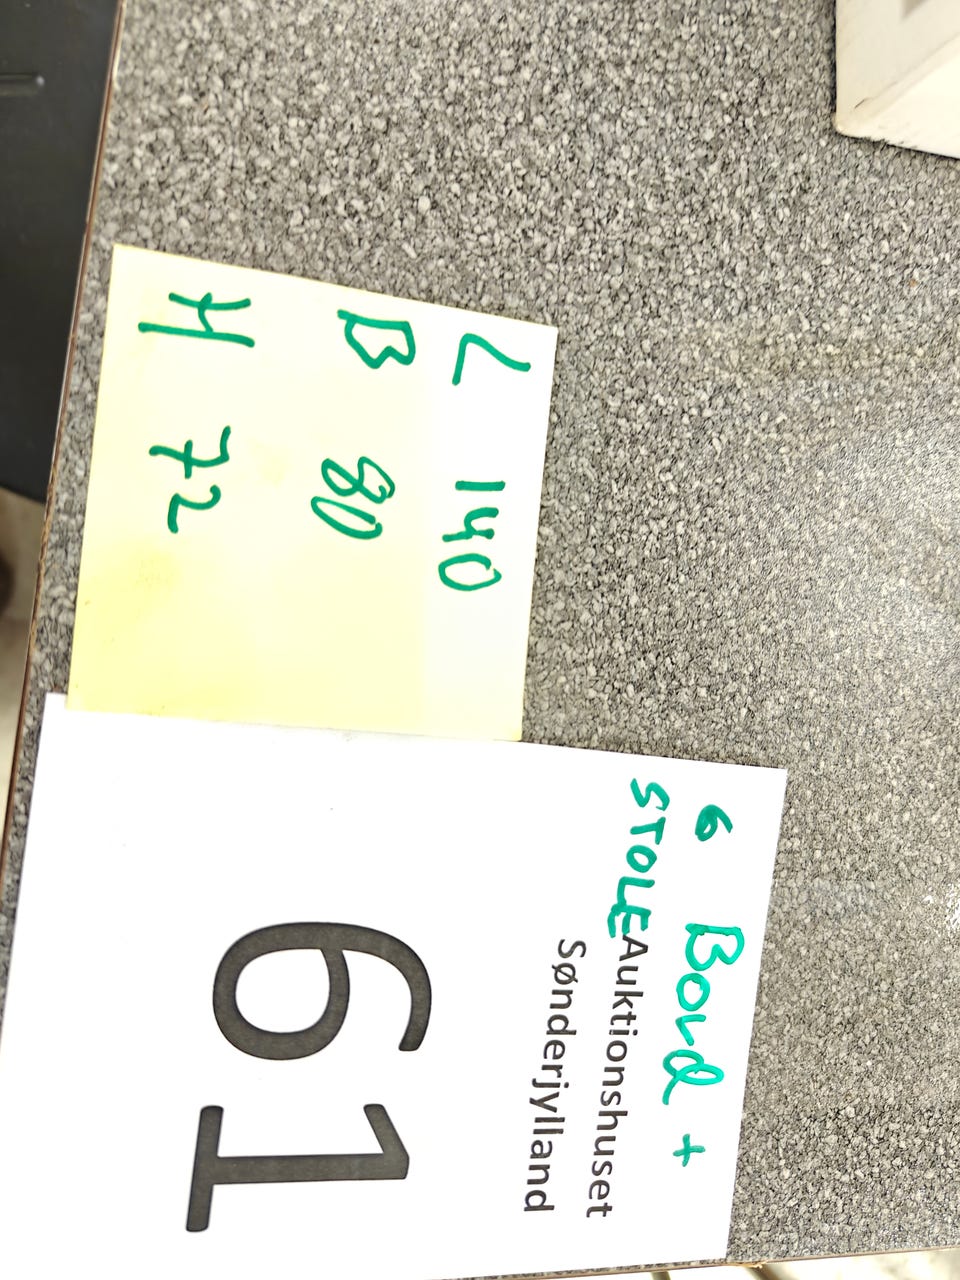 L 140
B 80
H 72
Bord +
6 STOLE
Auktionshuset
Sønderjylland
61